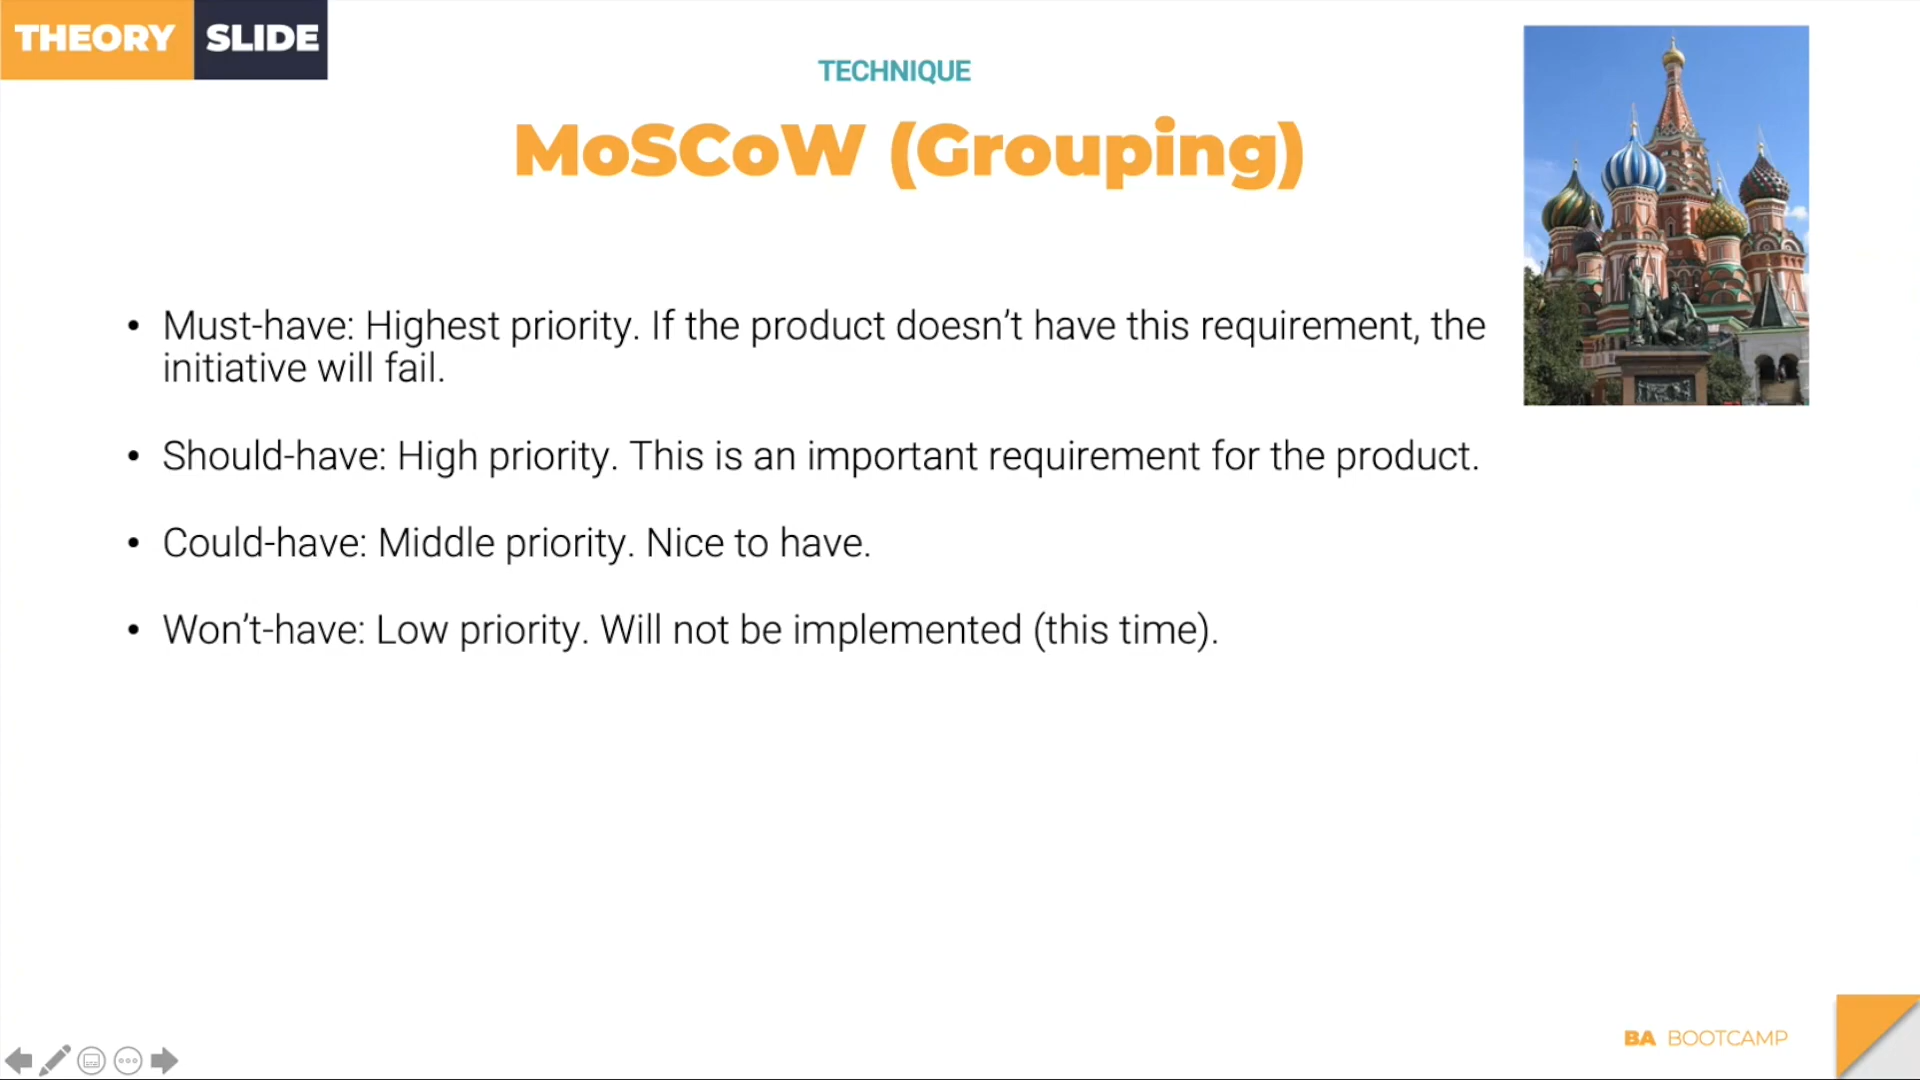 THEORY SLIDE
TECHNIQUE
MoSCoW (Grouping)
• Must-have: Highest priority. If the product doesn’t have this requirement, the
initiative will fail.
• Should-have: High priority. This is an important requirement for the product.
• Could-have: Middle priority. Nice to have.
• Won’t-have: Low priority. Will not be implemented (this time).
BA BOOTCAMP